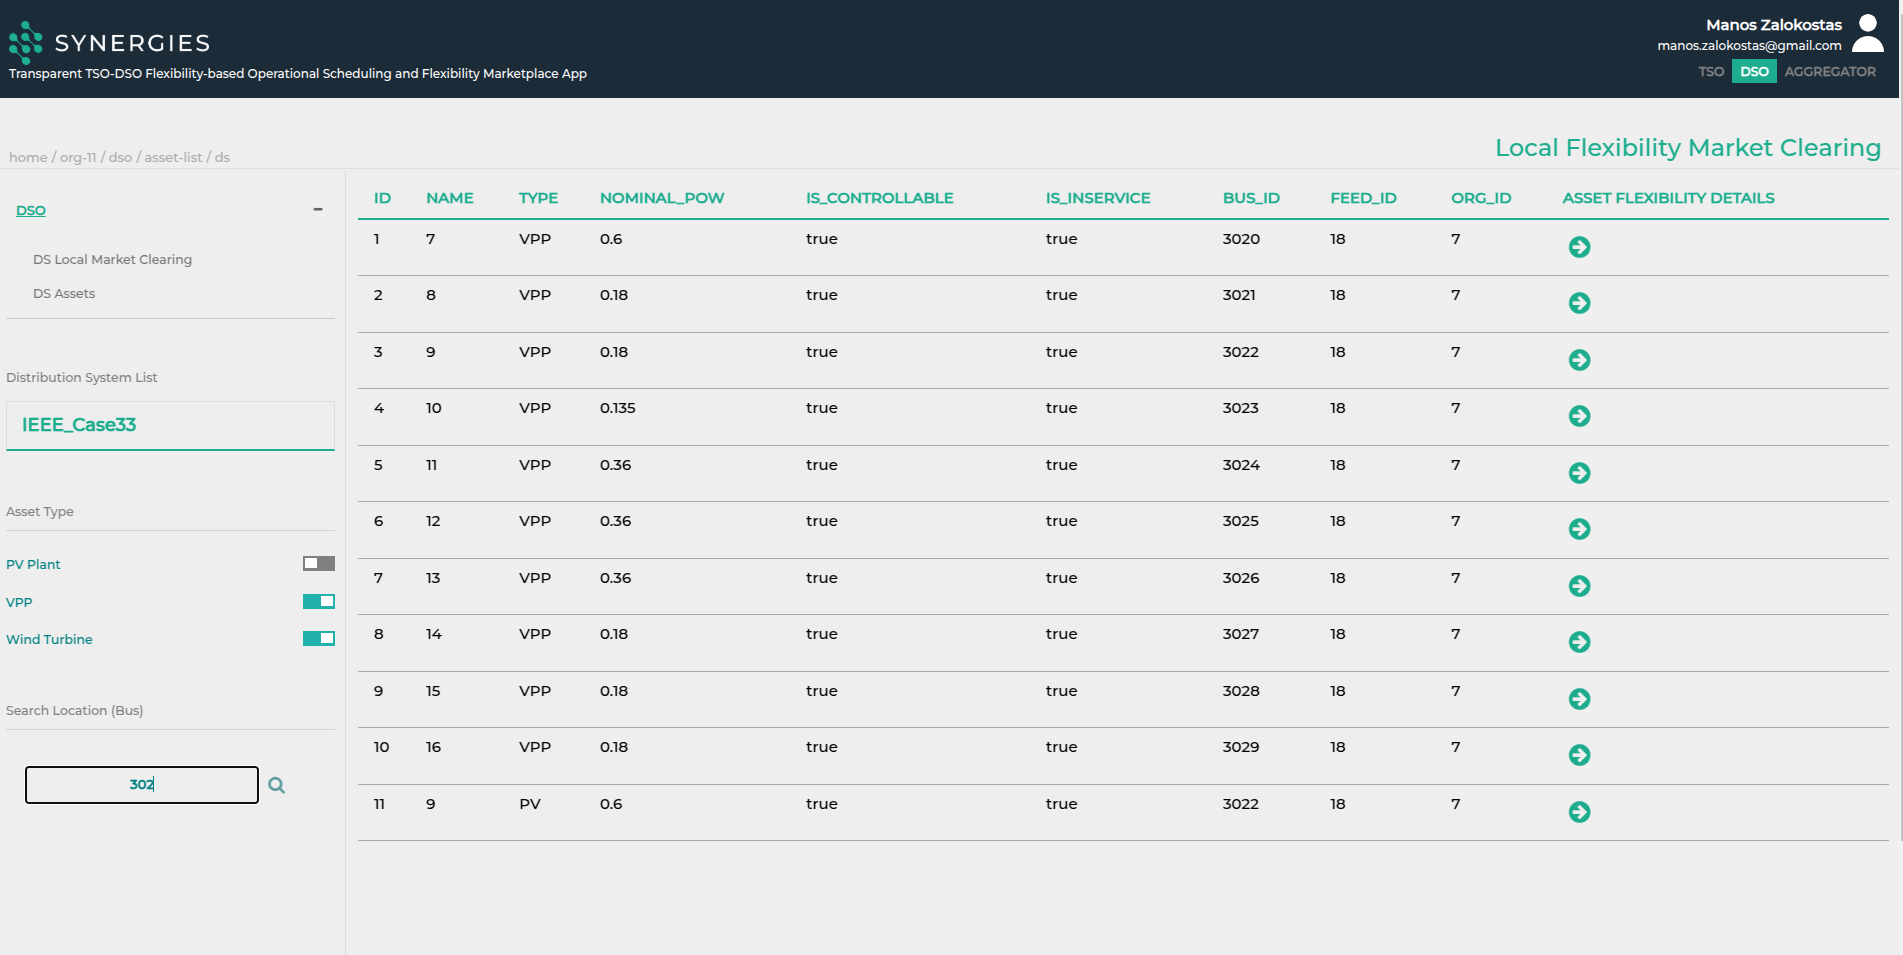 SYNERGIES
Transparent TSO-DSO Flexibility-based Operational Scheduling and Flexibility Marketplace App
Manos Zalokostas
manos.zalokostas@gmail.com
TSO DSO AGGREGATOR
home / org-11 / dso / asset-list / ds
Local Flexibility Market Clearing
DSO
DS Local Market Clearing
DS Assets
Distribution System List
IEEE_Case33
Asset Type
PV Plant
VPP
Wind Turbine
Search Location (Bus)
302
ID NAME TYPE NOMINAL_POW IS_CONTROLLABLE IS_INSERVICE BUS_ID FEED_ID ORG_ID ASSET FLEXIBILITY DETAILS
1 7 VPP 0.6 true true 3020 18 7
2 8 VPP 0.18 true true 3021 18 7
3 9 VPP 0.18 true true 3022 18 7
4 10 VPP 0.135 true true 3023 18 7
5 11 VPP 0.36 true true 3024 18 7
6 12 VPP 0.36 true true 3025 18 7
7 13 VPP 0.36 true true 3026 18 7
8 14 VPP 0.18 true true 3027 18 7
9 15 VPP 0.18 true true 3028 18 7
10 16 VPP 0.18 true true 3029 18 7
11 9 PV 0.6 true true 3022 18 7